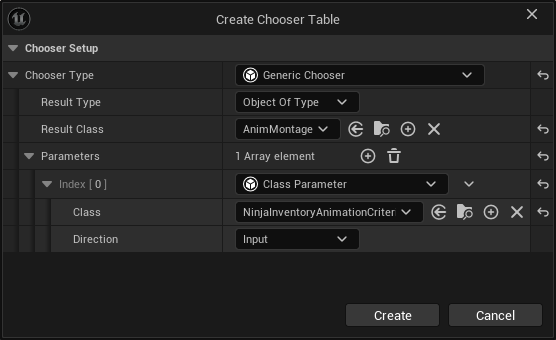 Create Chooser Table
Chooser Setup
Chooser Type Generic Chooser
Result Type Object Of Type
Result Class AnimMontage
Parameters 1 Array element
Index [ 0 ] Class Parameter
Class NinjaInventoryAnimationCriter
Direction Input
Create Cancel